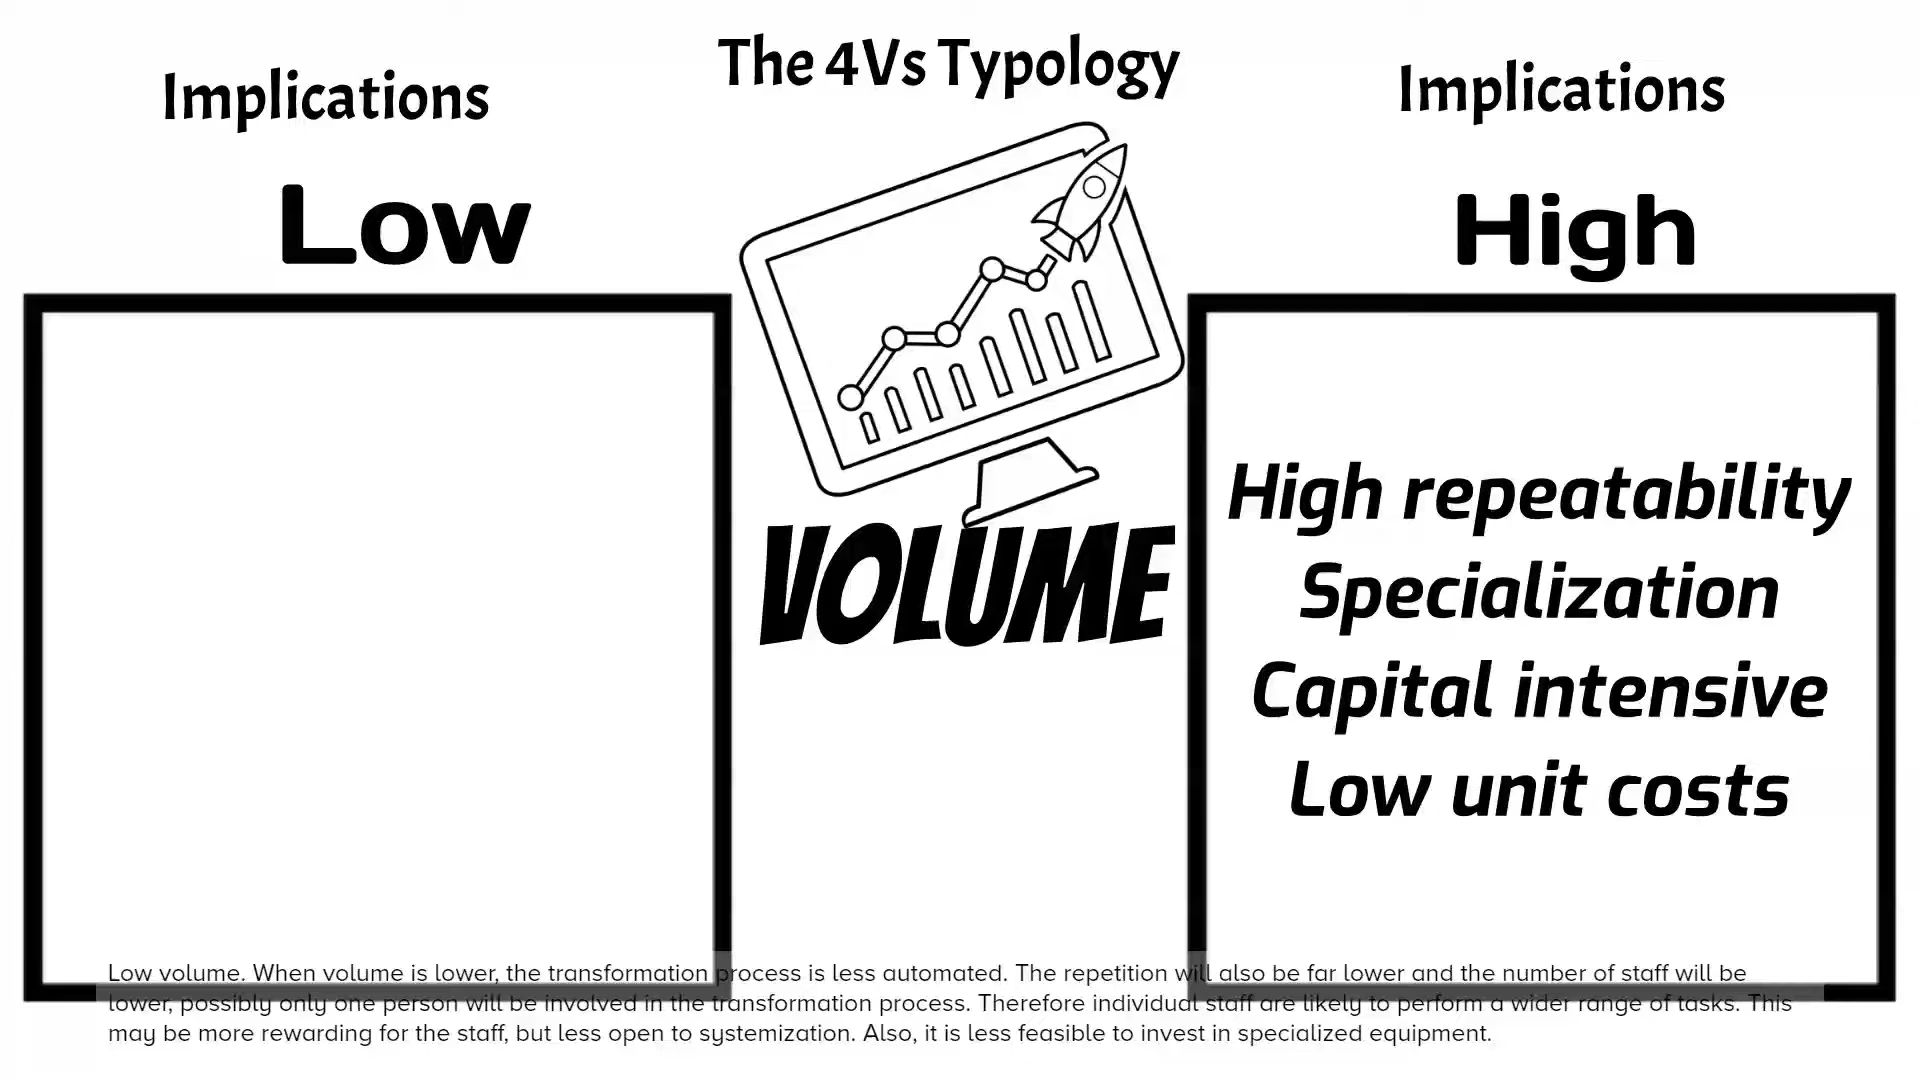 The 4Vs Typology
Implications
Implications
Low
High
VOLUME
High repeatability
Specialization
Capital intensive
Low unit costs
Low volume. When volume is lower, the transformation process is less automated. The repetition will also be far lower and the number of staff will be
lower, possibly only one person will be involved in the transformation process. Therefore individual staff are likely to perform a wider range of tasks. This
may be more rewarding for the staff, but less open to systemization. Also, it is less feasible to invest in specialized equipment.